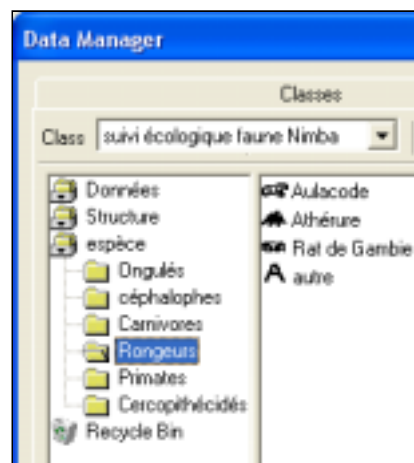 Data Manager
Classes
Class suivi écologique faune Nimba
Données
Structure
espèce
Ongulés
céphalophes
Carnivores
Rongeurs
Primates
Cercopithécidés
Recycle Bin
Aulacode
Athérure
Rat de Gambie
A autre